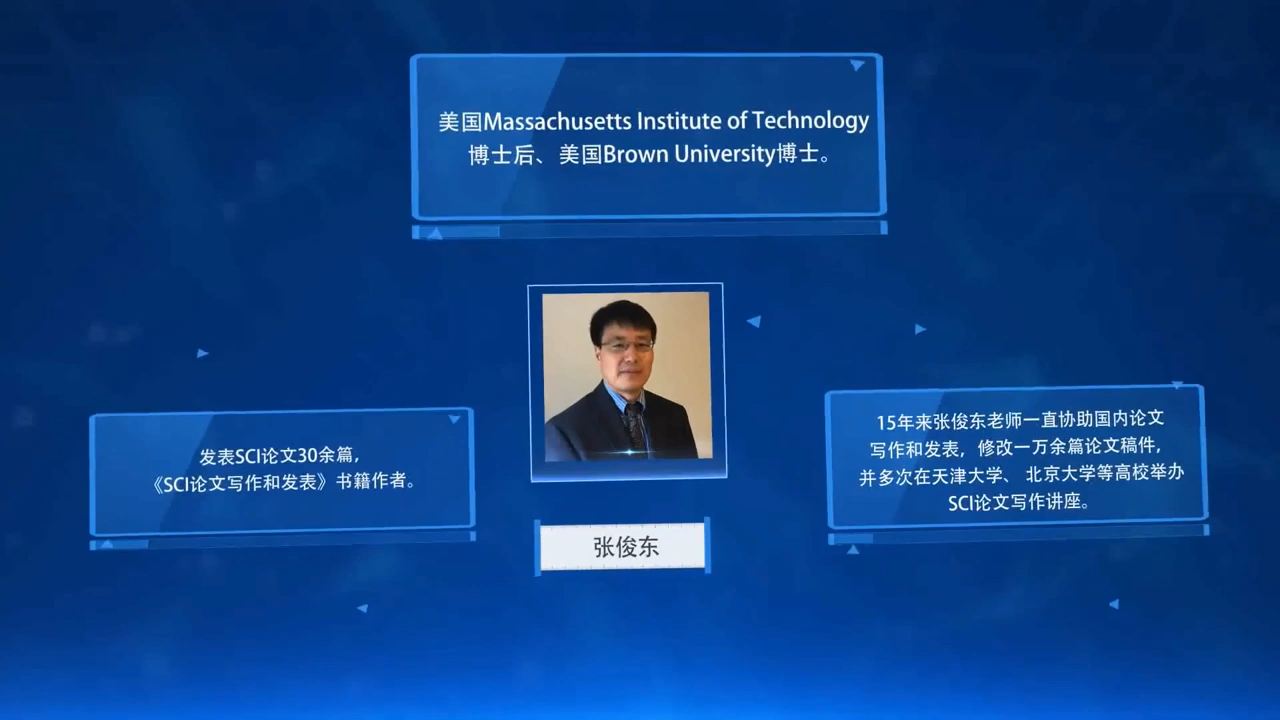 美国Massachusetts Institute of Technology
博士后、美国Brown University博士。
发表SCI论文30余篇，
《SCI论文写作和发表》书籍作者。
15年来张俊东老师一直协助国内论文
写作和发表，修改一万余篇论文稿件，
并多次在天津大学、 北京大学等高校举办
SCI论文写作讲座。
张俊东